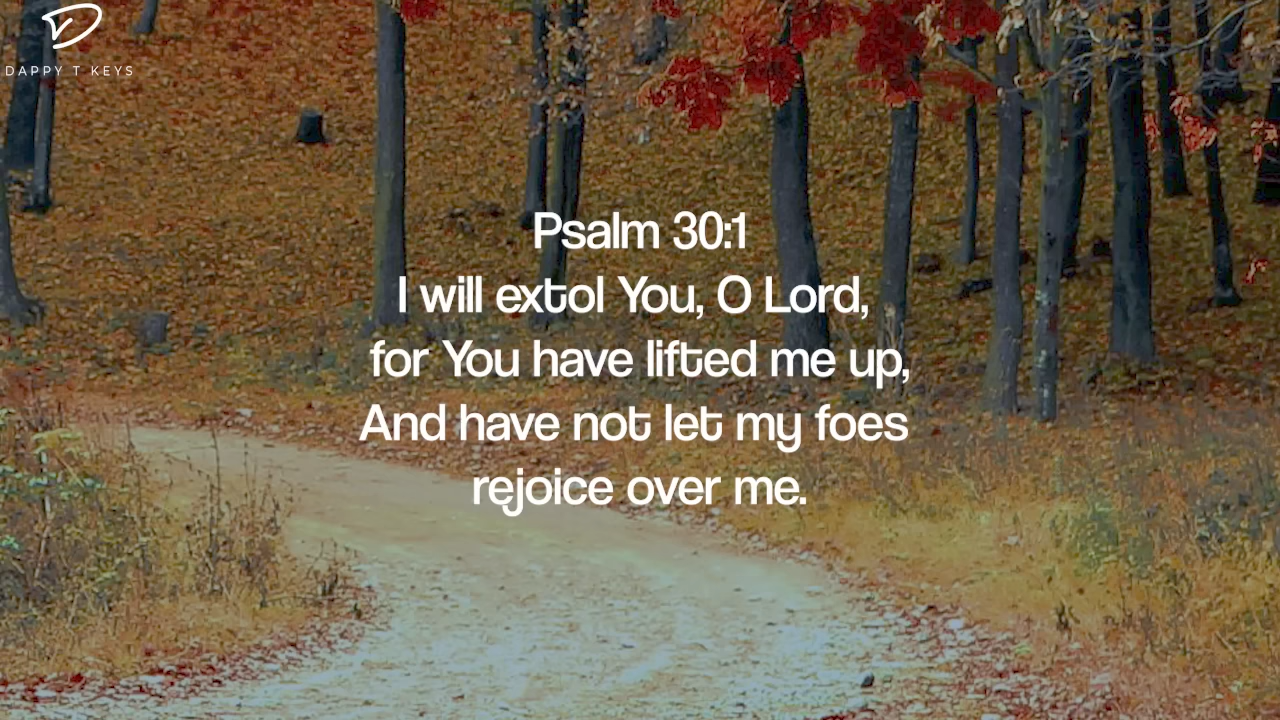 DAPPY T KEYS
Psalm 30:1
I will extol You, O Lord,
for You have lifted me up,
And have not let my foes
rejoice over me.